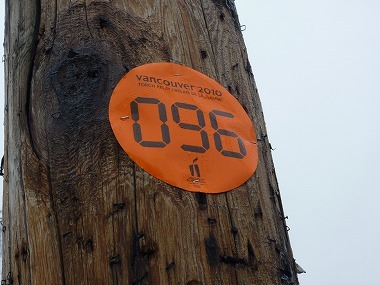 vancouver 2010
TORCH RELAY / RELAIS DE LA FLAMME
096